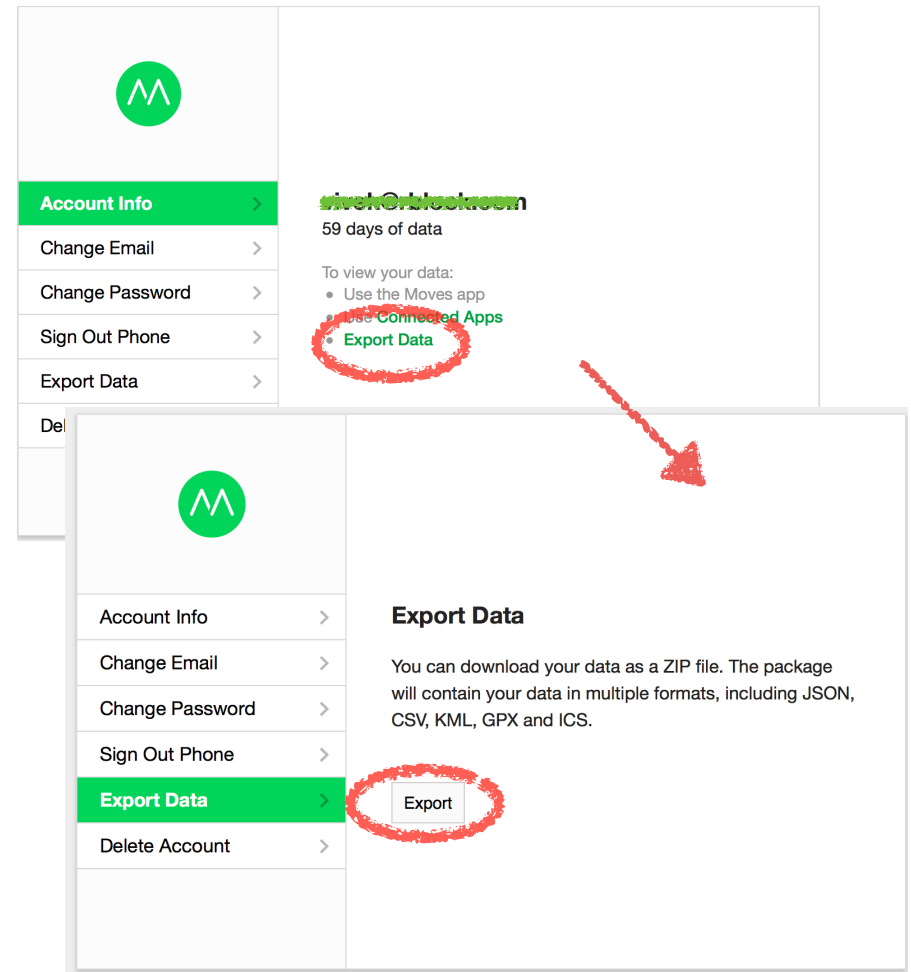 Account Info
Change Email
Change Password
Sign Out Phone
Export Data
59 days of data
To view your data:
Use the Moves app
Use Connected Apps
Export Data
Account Info
Change Email
Change Password
Sign Out Phone
Export Data
Delete Account
Export Data
You can download your data as a ZIP file. The package
will contain your data in multiple formats, including JSON,
CSV, KML, GPX and ICS.
Export